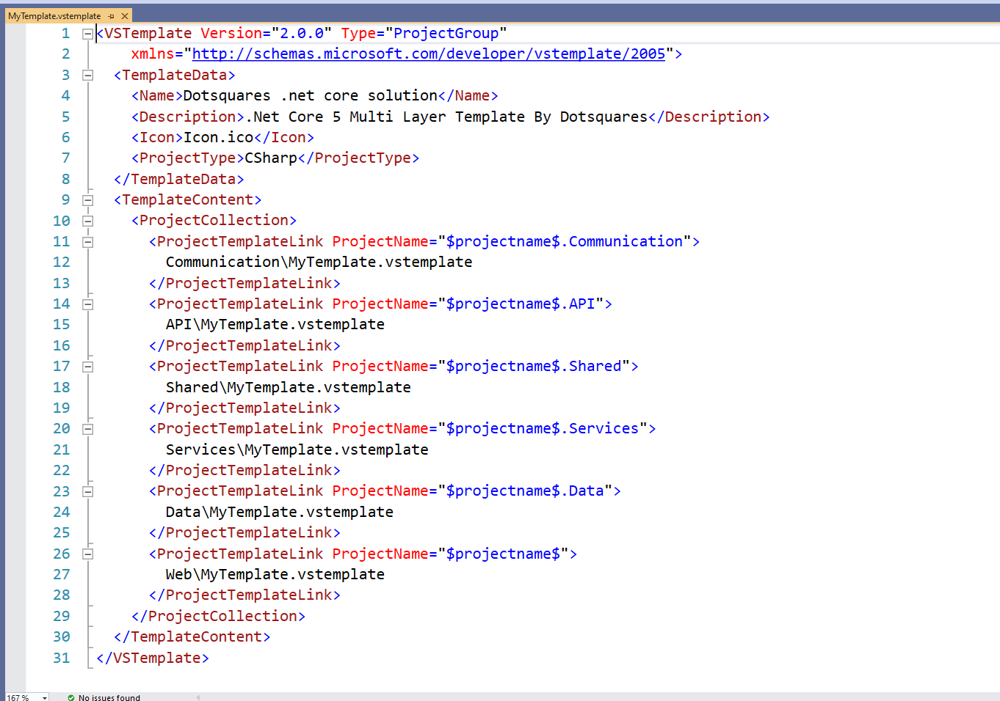 MyTemplate.vstemplate
1 <VSTemplate Version="2.0.0" Type="ProjectGroup"
2 xmlns="http://schemas.microsoft.com/developer/vstemplate/2005">
3 <TemplateData>
4 <Name>Dotsquares .net core solution</Name>
5 <Description>.Net Core 5 Multi Layer Template By Dotsquares</Description>
6 <Icon>Icon.ico</Icon>
7 <ProjectType>CSharp</ProjectType>
8 </TemplateData>
9 <TemplateContent>
10 <ProjectCollection>
11 <ProjectTemplateLink ProjectName="$projectname$.Communication">
12 Communication\MyTemplate.vstemplate
13 </ProjectTemplateLink>
14 <ProjectTemplateLink ProjectName="$projectname$.API">
15 API\MyTemplate.vstemplate
16 </ProjectTemplateLink>
17 <ProjectTemplateLink ProjectName="$projectname$.Shared">
18 Shared\MyTemplate.vstemplate
19 </ProjectTemplateLink>
20 <ProjectTemplateLink ProjectName="$projectname$.Services">
21 Services\MyTemplate.vstemplate
22 </ProjectTemplateLink>
23 <ProjectTemplateLink ProjectName="$projectname$.Data">
24 Data\MyTemplate.vstemplate
25 </ProjectTemplateLink>
26 <ProjectTemplateLink ProjectName="$projectname$">
27 Web\MyTemplate.vstemplate
28 </ProjectTemplateLink>
29 </ProjectCollection>
30 </TemplateContent>
31 </VSTemplate>
167 % No issues found